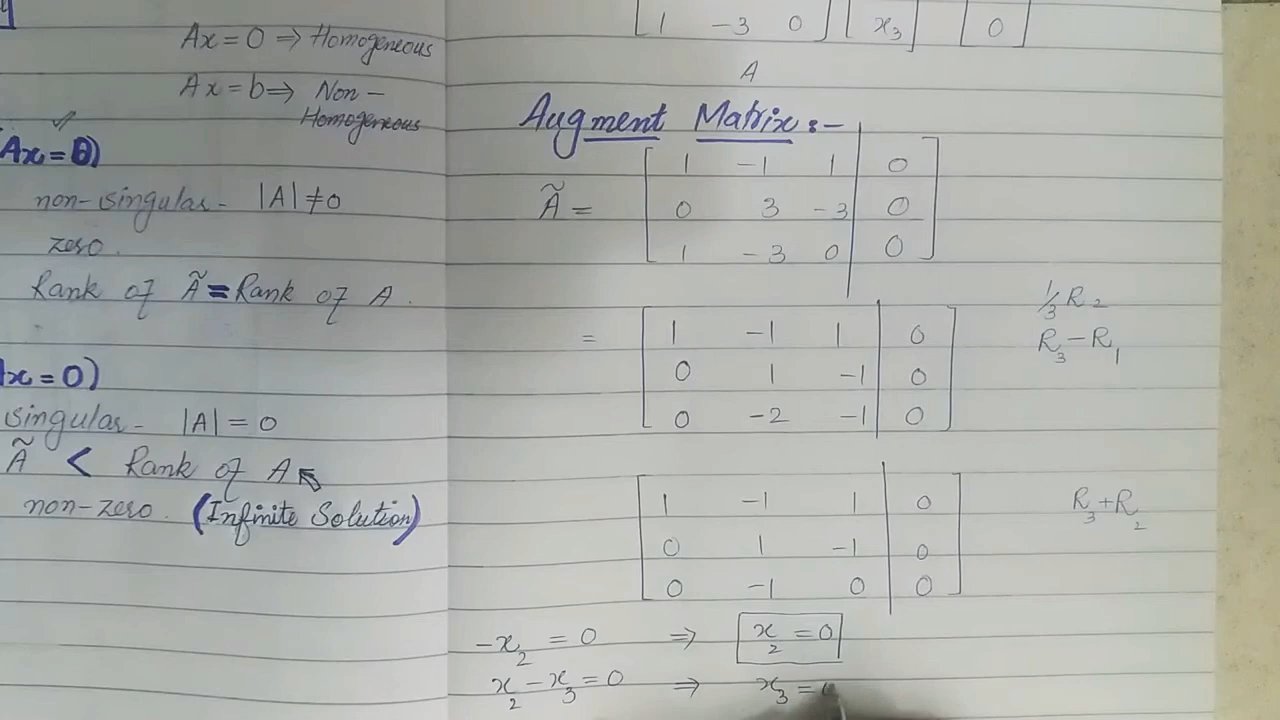 Ax = 0 ⇒ Homogeneous
Ax = b ⇒ Non-
Homogeneous
Ax = 0)
non-singular- |A| ≠ 0
zero.
Rank of Ã = Rank of A.
x = 0)
singular- |A| = 0
Ã < Rank of A
non-zero. (Infinite Solution)
1 -3 0 x₃ 0
A
Augment Matrix :-
1 -1 1 | 0
Ã = 0 3 -3 | 0
1 -3 0 | 0
1/3 R₂
= 1 -1 1 | 0 R₃-R₁
0 1 -1 | 0
0 -2 -1 | 0
1 -1 1 | 0 R₃+R₂
0 1 -1 | 0
0 -1 0 | 0
-x₂ = 0 ⇒ x₂ = 0
x₂ - x₃ = 0 ⇒ x₃ =